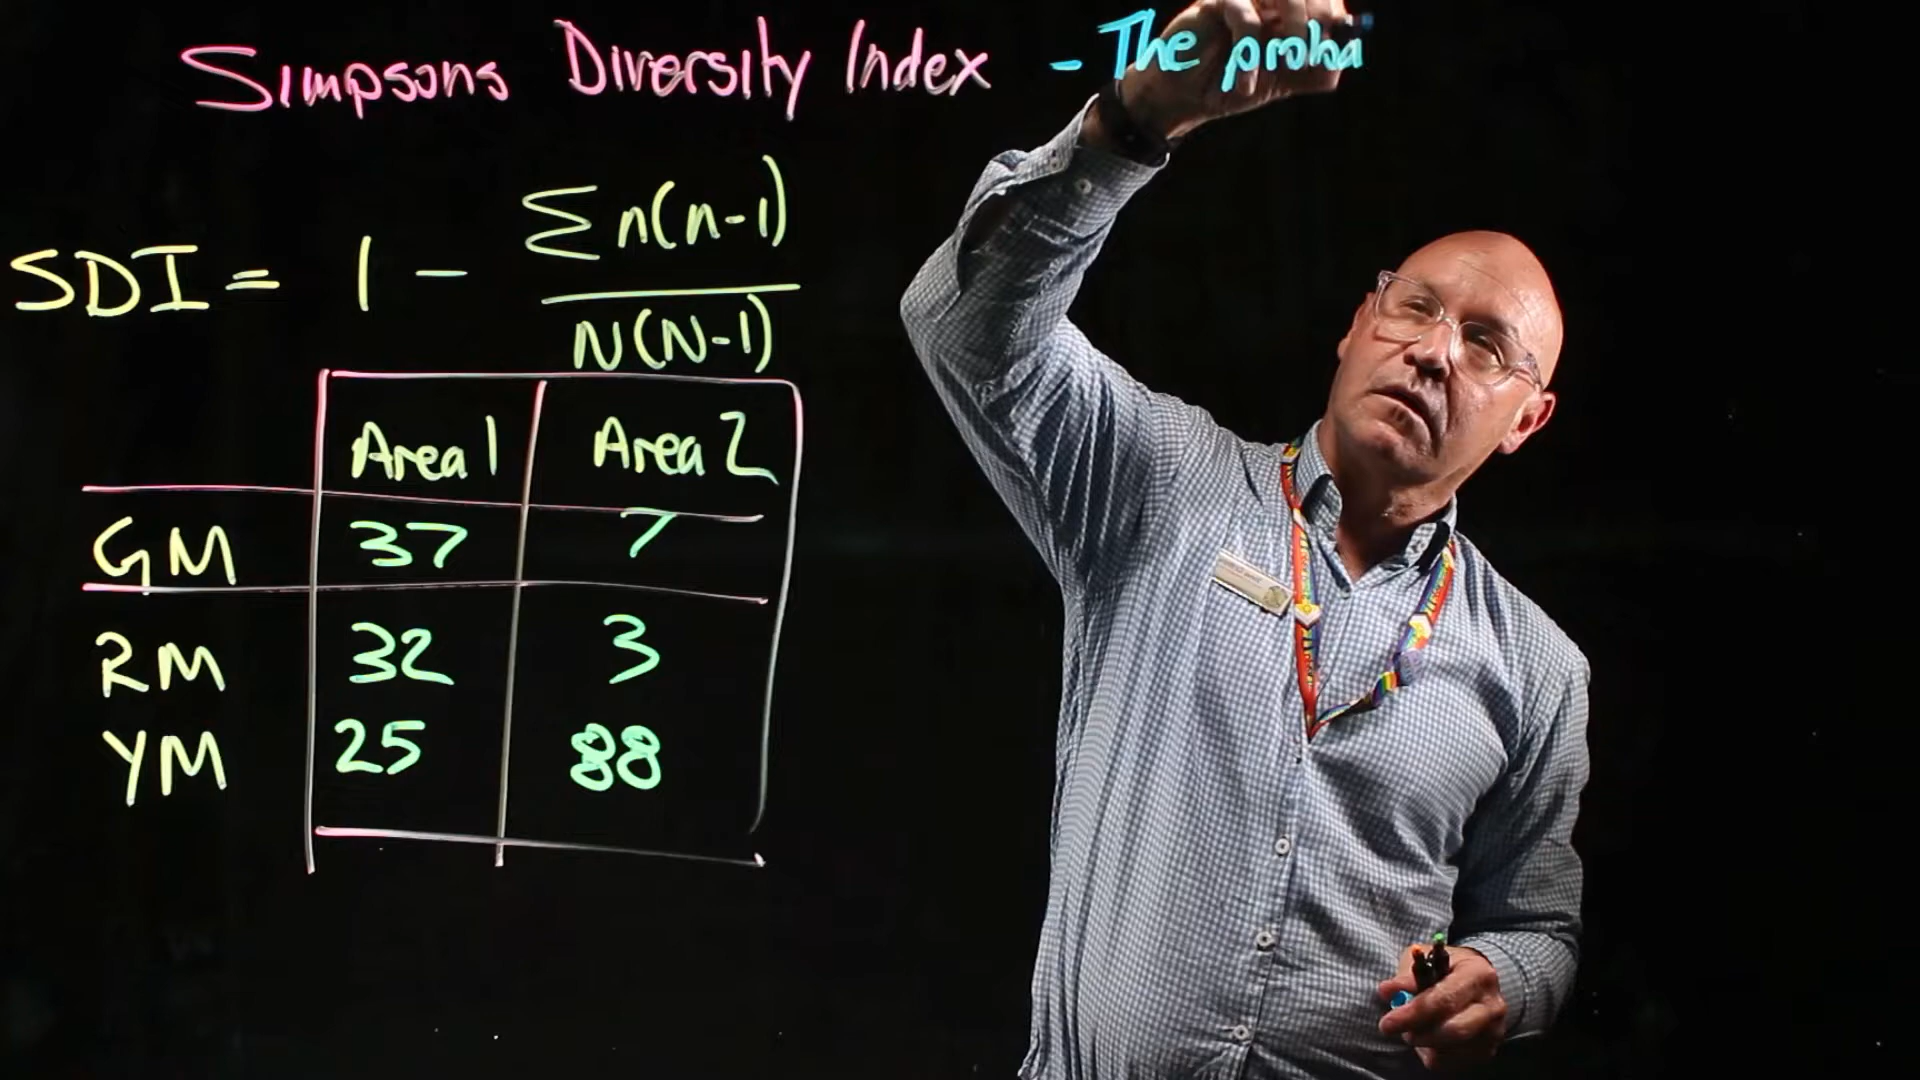 Simpsons Diversity Index - The proba
SDI = 1 - Σn(n-1)
N(N-1)
Area 1 Area 2
GM 37 7
RM 32 3
YM 25 88